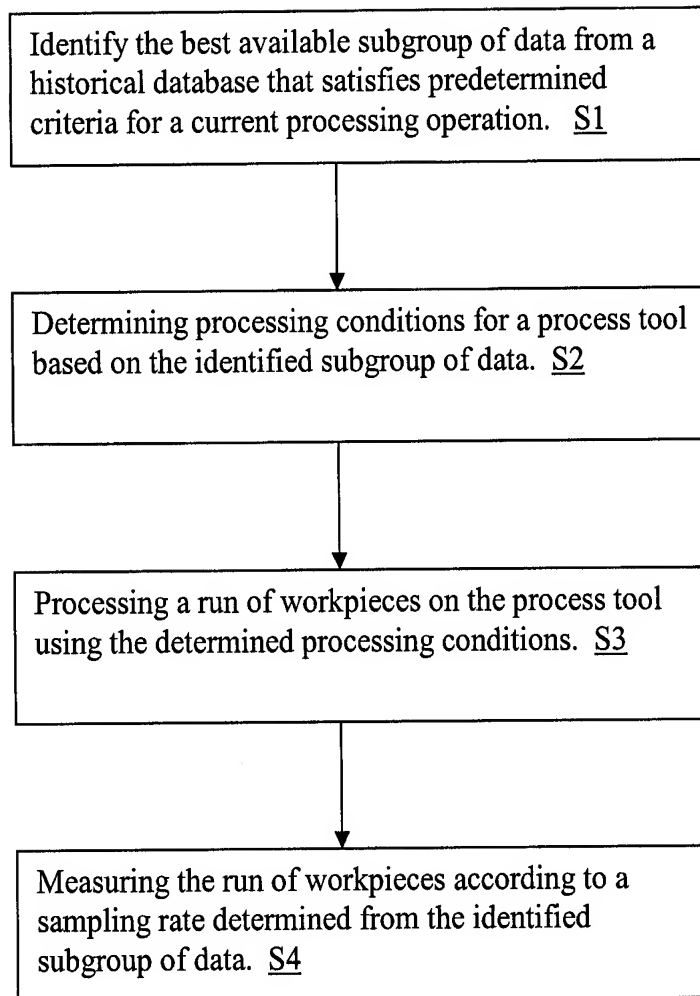 Identify the best available subgroup of data from a
historical database that satisfies predetermined
criteria for a current processing operation. S1
Determining processing conditions for a process tool
based on the identified subgroup of data. S2
Processing a run of workpieces on the process tool
using the determined processing conditions. S3
Measuring the run of workpieces according to a
sampling rate determined from the identified
subgroup of data. S4